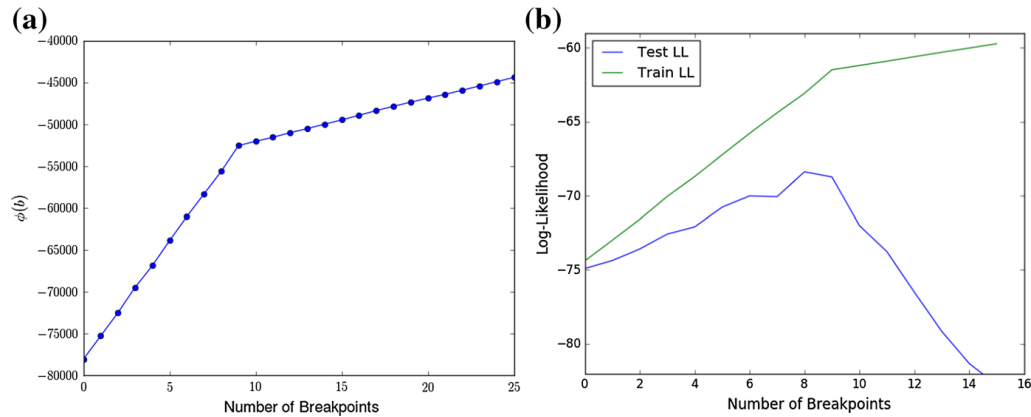 (a)
−40000
−45000
−50000
−55000
−60000
−65000
−70000
−75000
−80000
ϕ(b)
0 5 10 15 20 25
Number of Breakpoints
(b)
Test LL
Train LL
−60
−65
−70
−75
−80
Log-Likelihood
0 2 4 6 8 10 12 14 16
Number of Breakpoints